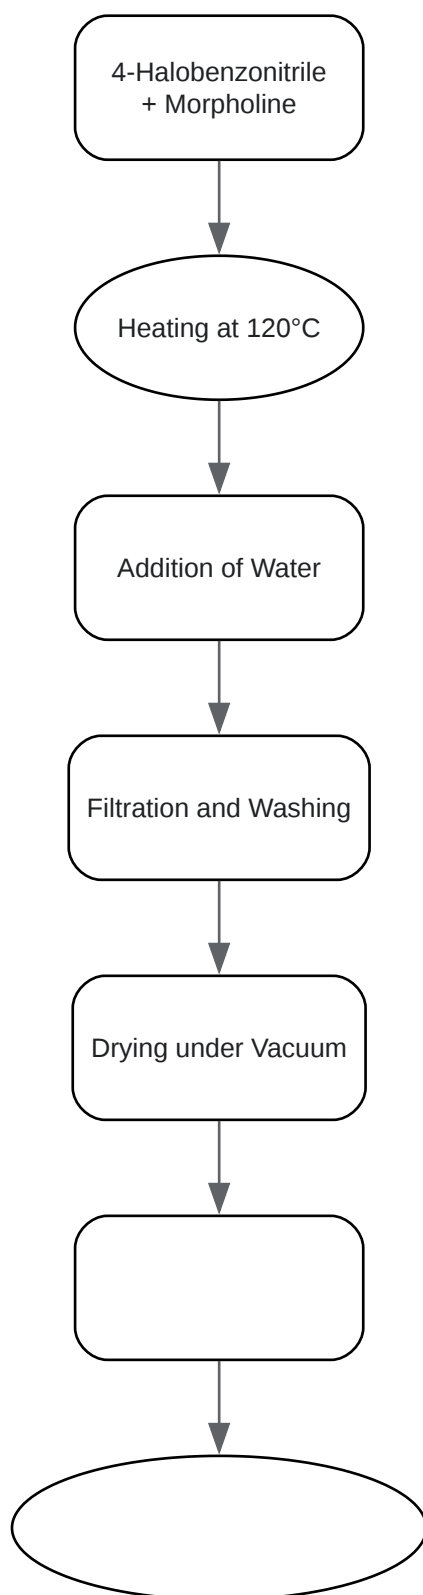 4-Halobenzonitrile
+ Morpholine
Heating at 120°C
Addition of Water
Filtration and Washing
Drying under Vacuum